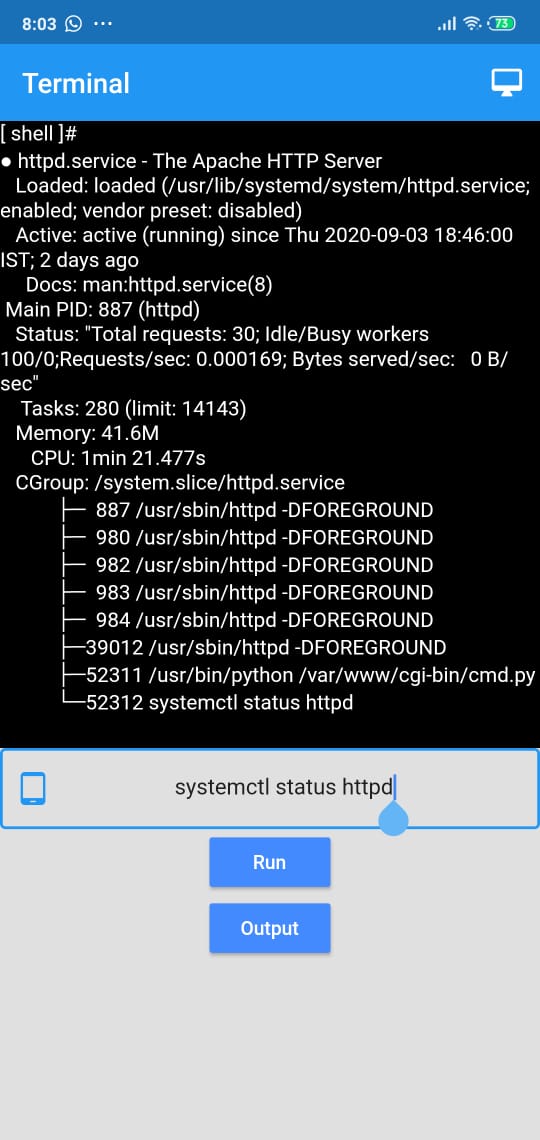 8:03 ... 73
Terminal
[ shell ]#
● httpd.service - The Apache HTTP Server
Loaded: loaded (/usr/lib/systemd/system/httpd.service;
enabled; vendor preset: disabled)
Active: active (running) since Thu 2020-09-03 18:46:00
IST; 2 days ago
Docs: man:httpd.service(8)
Main PID: 887 (httpd)
Status: "Total requests: 30; Idle/Busy workers
100/0;Requests/sec: 0.000169; Bytes served/sec:   0 B/
sec"
Tasks: 280 (limit: 14143)
Memory: 41.6M
CPU: 1min 21.477s
CGroup: /system.slice/httpd.service
├─ 887 /usr/sbin/httpd -DFOREGROUND
├─ 980 /usr/sbin/httpd -DFOREGROUND
├─ 982 /usr/sbin/httpd -DFOREGROUND
├─ 983 /usr/sbin/httpd -DFOREGROUND
├─ 984 /usr/sbin/httpd -DFOREGROUND
├─39012 /usr/sbin/httpd -DFOREGROUND
├─52311 /usr/bin/python /var/www/cgi-bin/cmd.py
└─52312 systemctl status httpd
systemctl status httpd
Run
Output